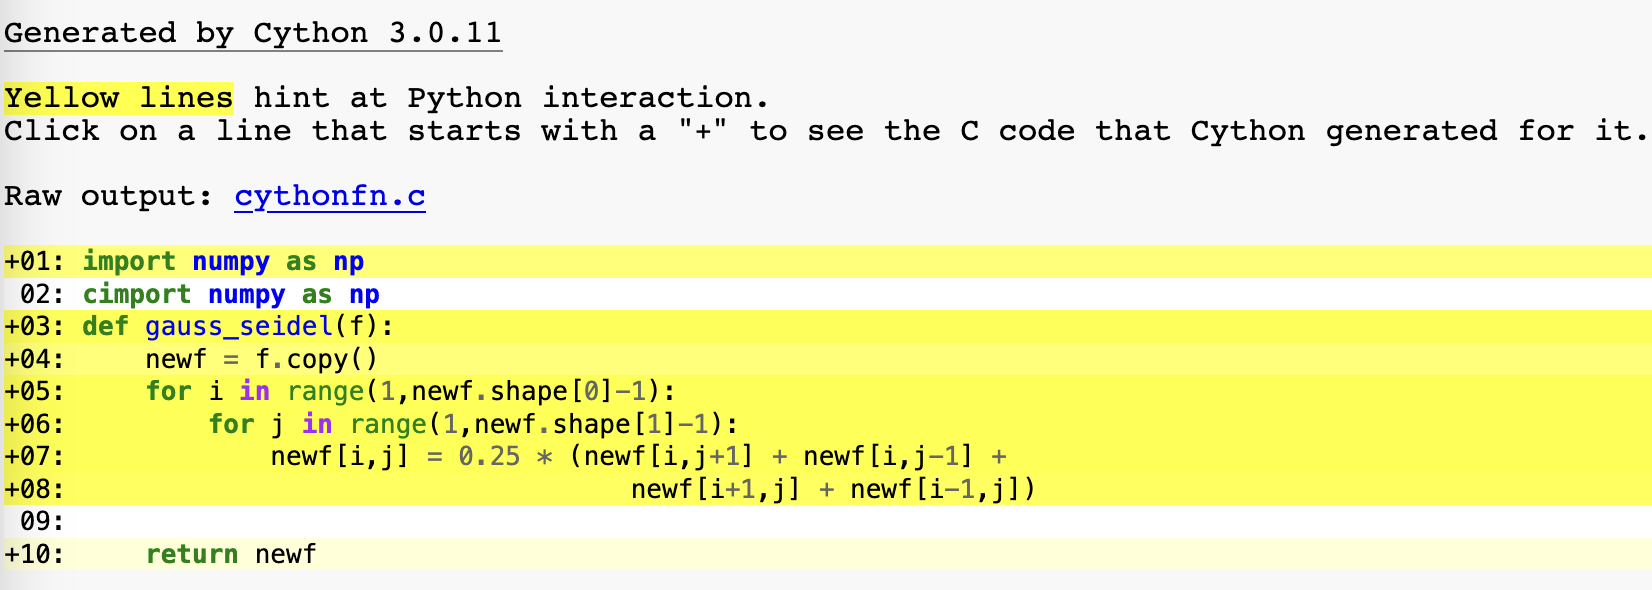 Generated by Cython 3.0.11
Yellow lines hint at Python interaction.
Click on a line that starts with a "+" to see the C code that Cython generated for it.
Raw output: cythonfn.c
+01: import numpy as np
 02: cimport numpy as np
+03: def gauss_seidel(f):
+04:     newf = f.copy()
+05:     for i in range(1,newf.shape[0]-1):
+06:         for j in range(1,newf.shape[1]-1):
+07:             newf[i,j] = 0.25 * (newf[i,j+1] + newf[i,j-1] +
+08:                                    newf[i+1,j] + newf[i-1,j])
 09:
+10:     return newf